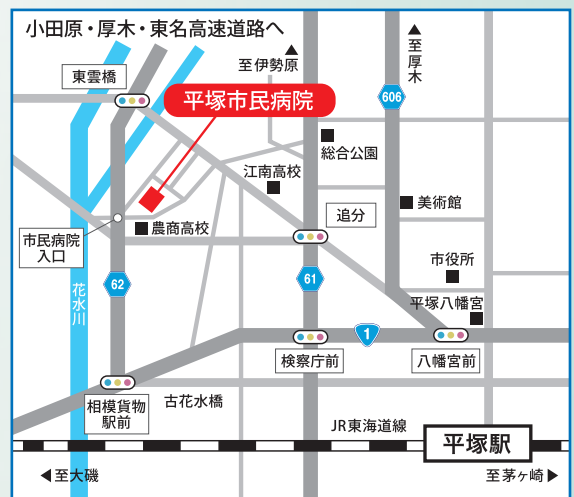 小田原・厚木・東名高速道路へ
至伊勢原
至厚木
東雲橋
平塚市民病院
606
総合公園
江南高校
美術館
追分
農商高校
市民病院
入口
市役所
花水川
62
61
平塚八幡宮
1
検察庁前
八幡宮前
相模貨物
駅前
古花水橋
JR東海道線
平塚駅
至大磯
至茅ヶ崎